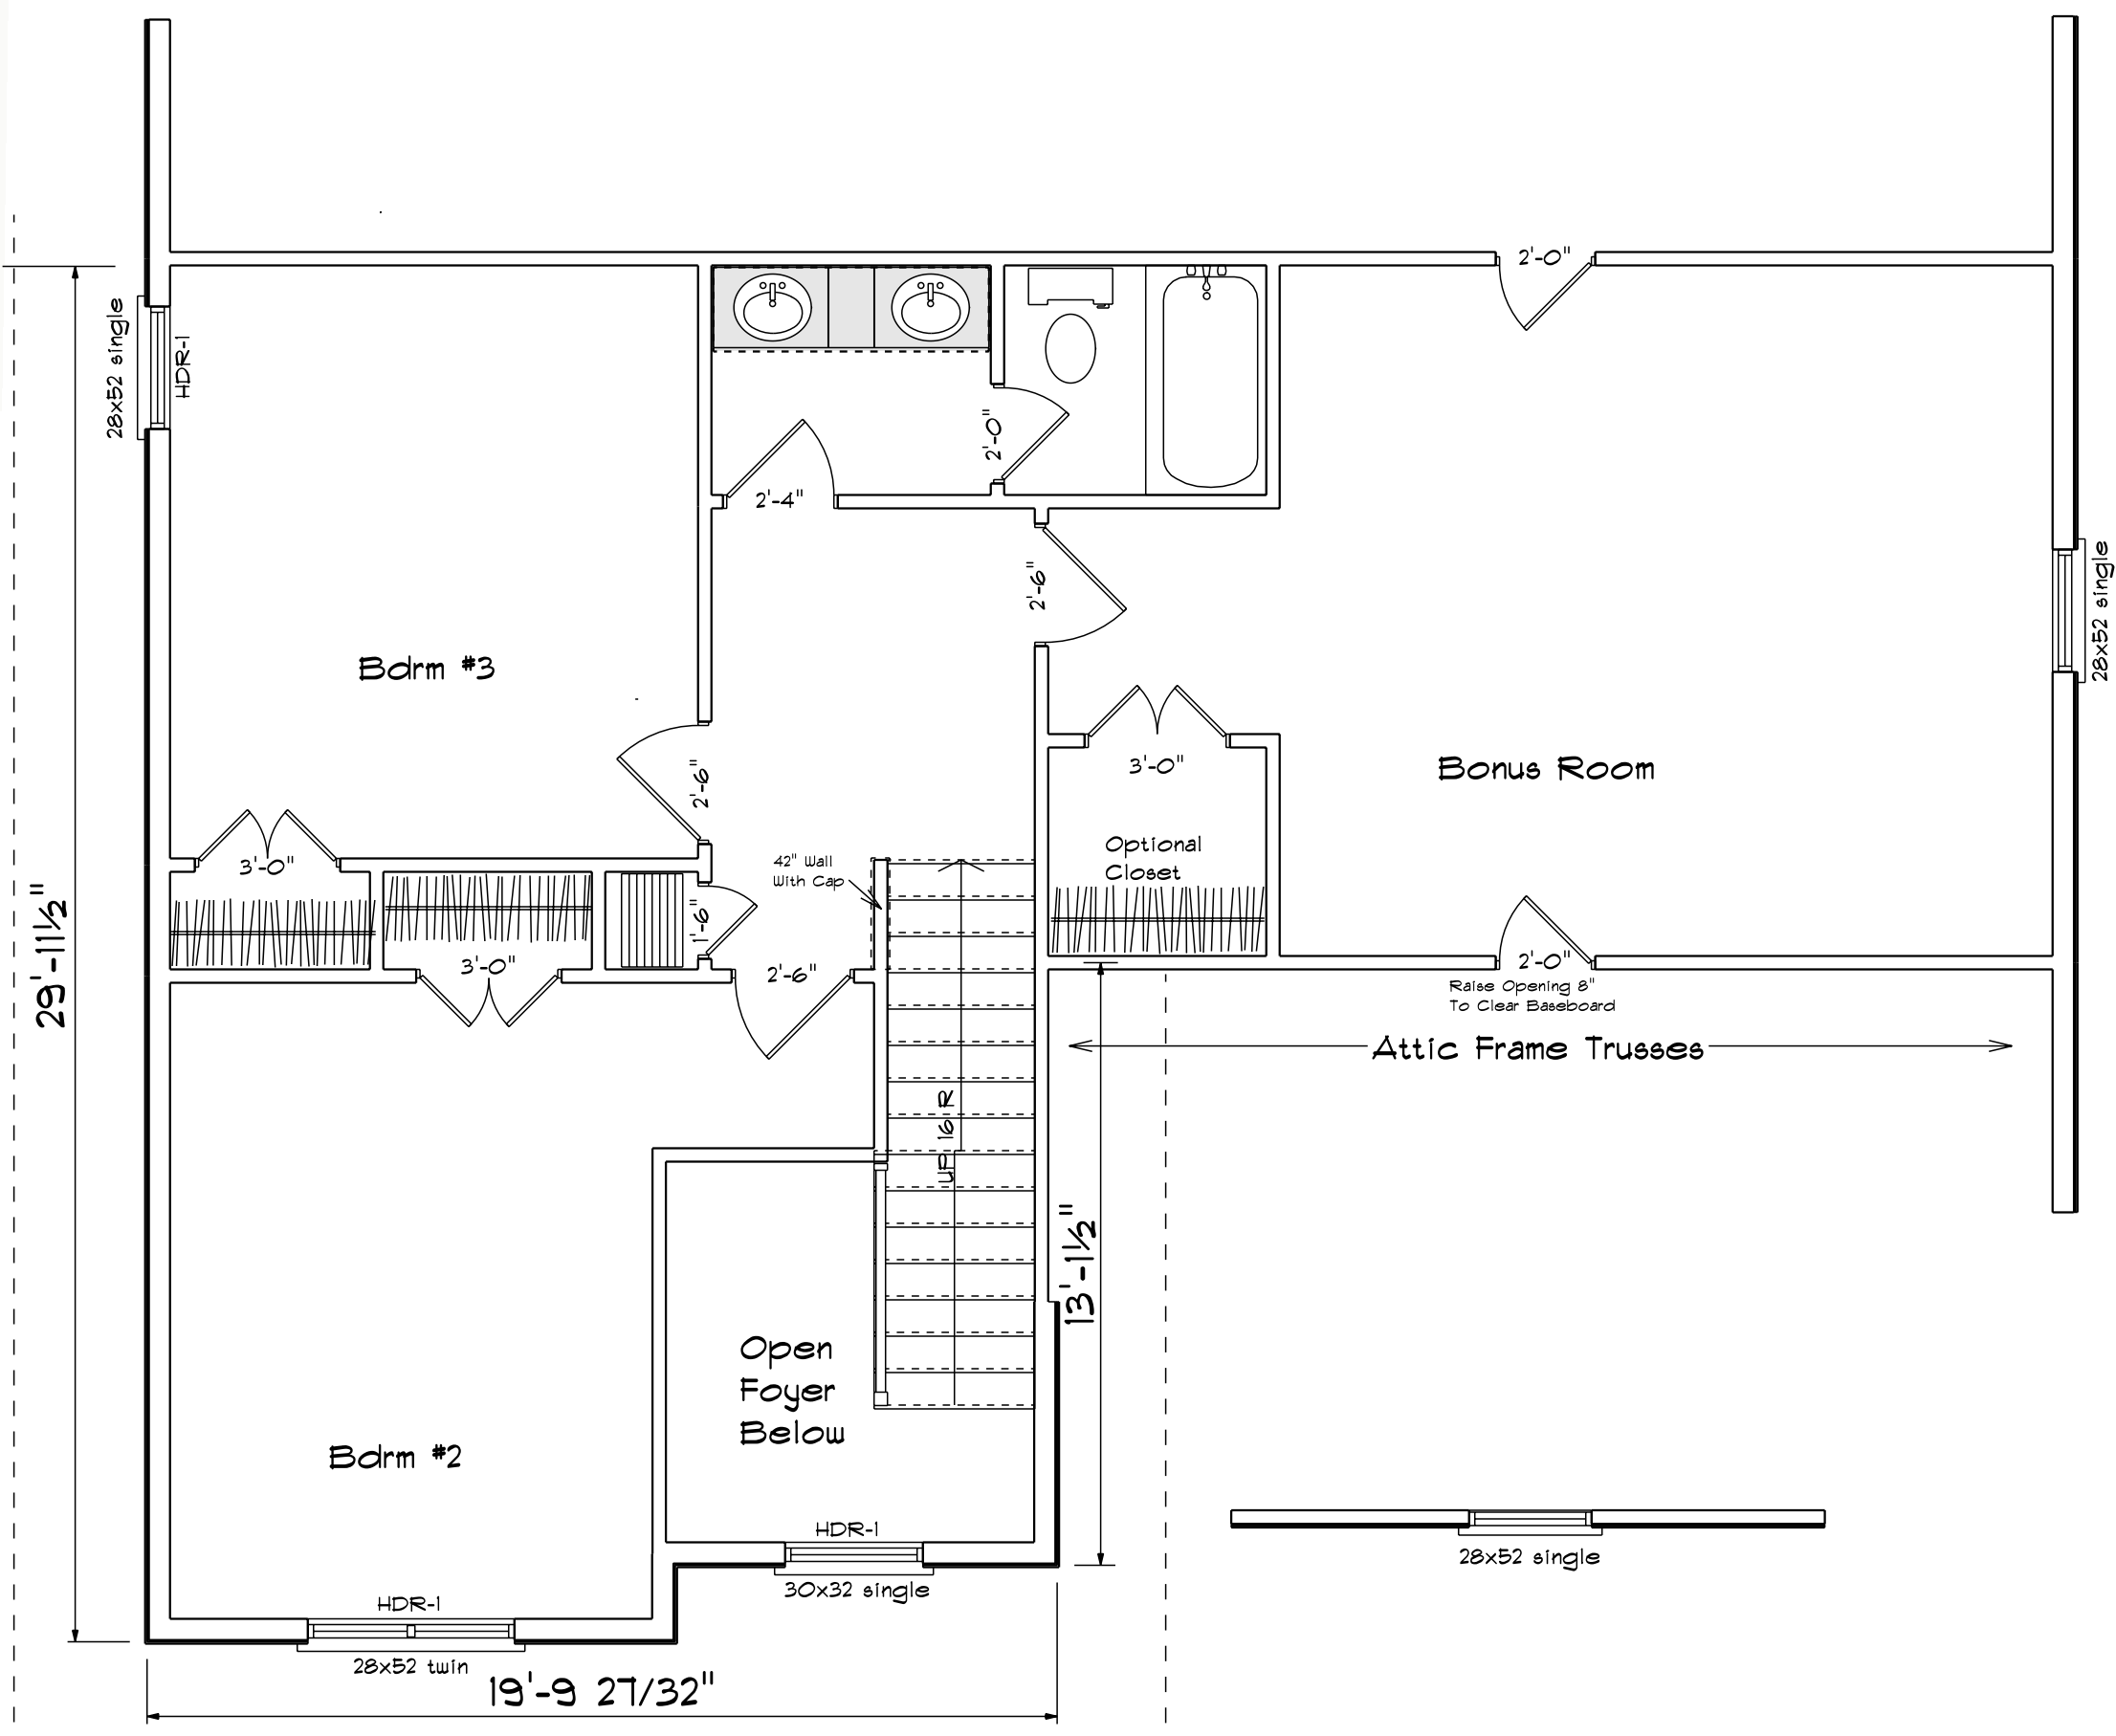 2'-0"
28x52 single
HDR-1
2'-0"
2'-4"
2'-6"
28x52 single
Bdrm #3
2'-6"
3'-0"
Bonus Room
Optional
Closet
3'-0"
42" Wall
With Cap
1'-6"
3'-0"
2'-6"
2'-0"
Raise Opening 8"
To Clear Baseboard
29'-11½"
Attic Frame Trusses
UP 16 R
13'-1½"
Open
Foyer
Below
Bdrm #2
HDR-1
30x32 single
28x52 single
HDR-1
28x52 twin
19'-9 27/32"